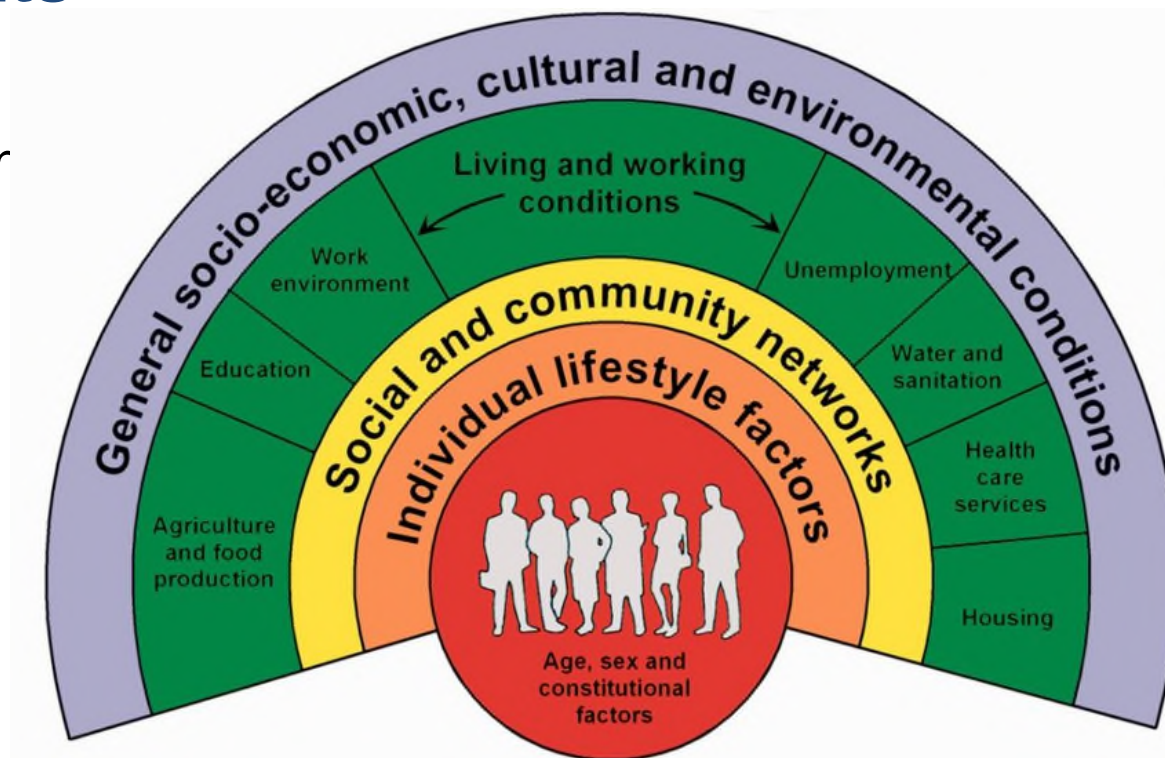 General socio-economic, cultural and environmental conditions
Living and working
conditions
Work
environment
Unemployment
Education
Water and
sanitation
Agriculture
and food
production
Health
care
services
Housing
Social and community networks
Individual lifestyle factors
Age, sex and
constitutional
factors